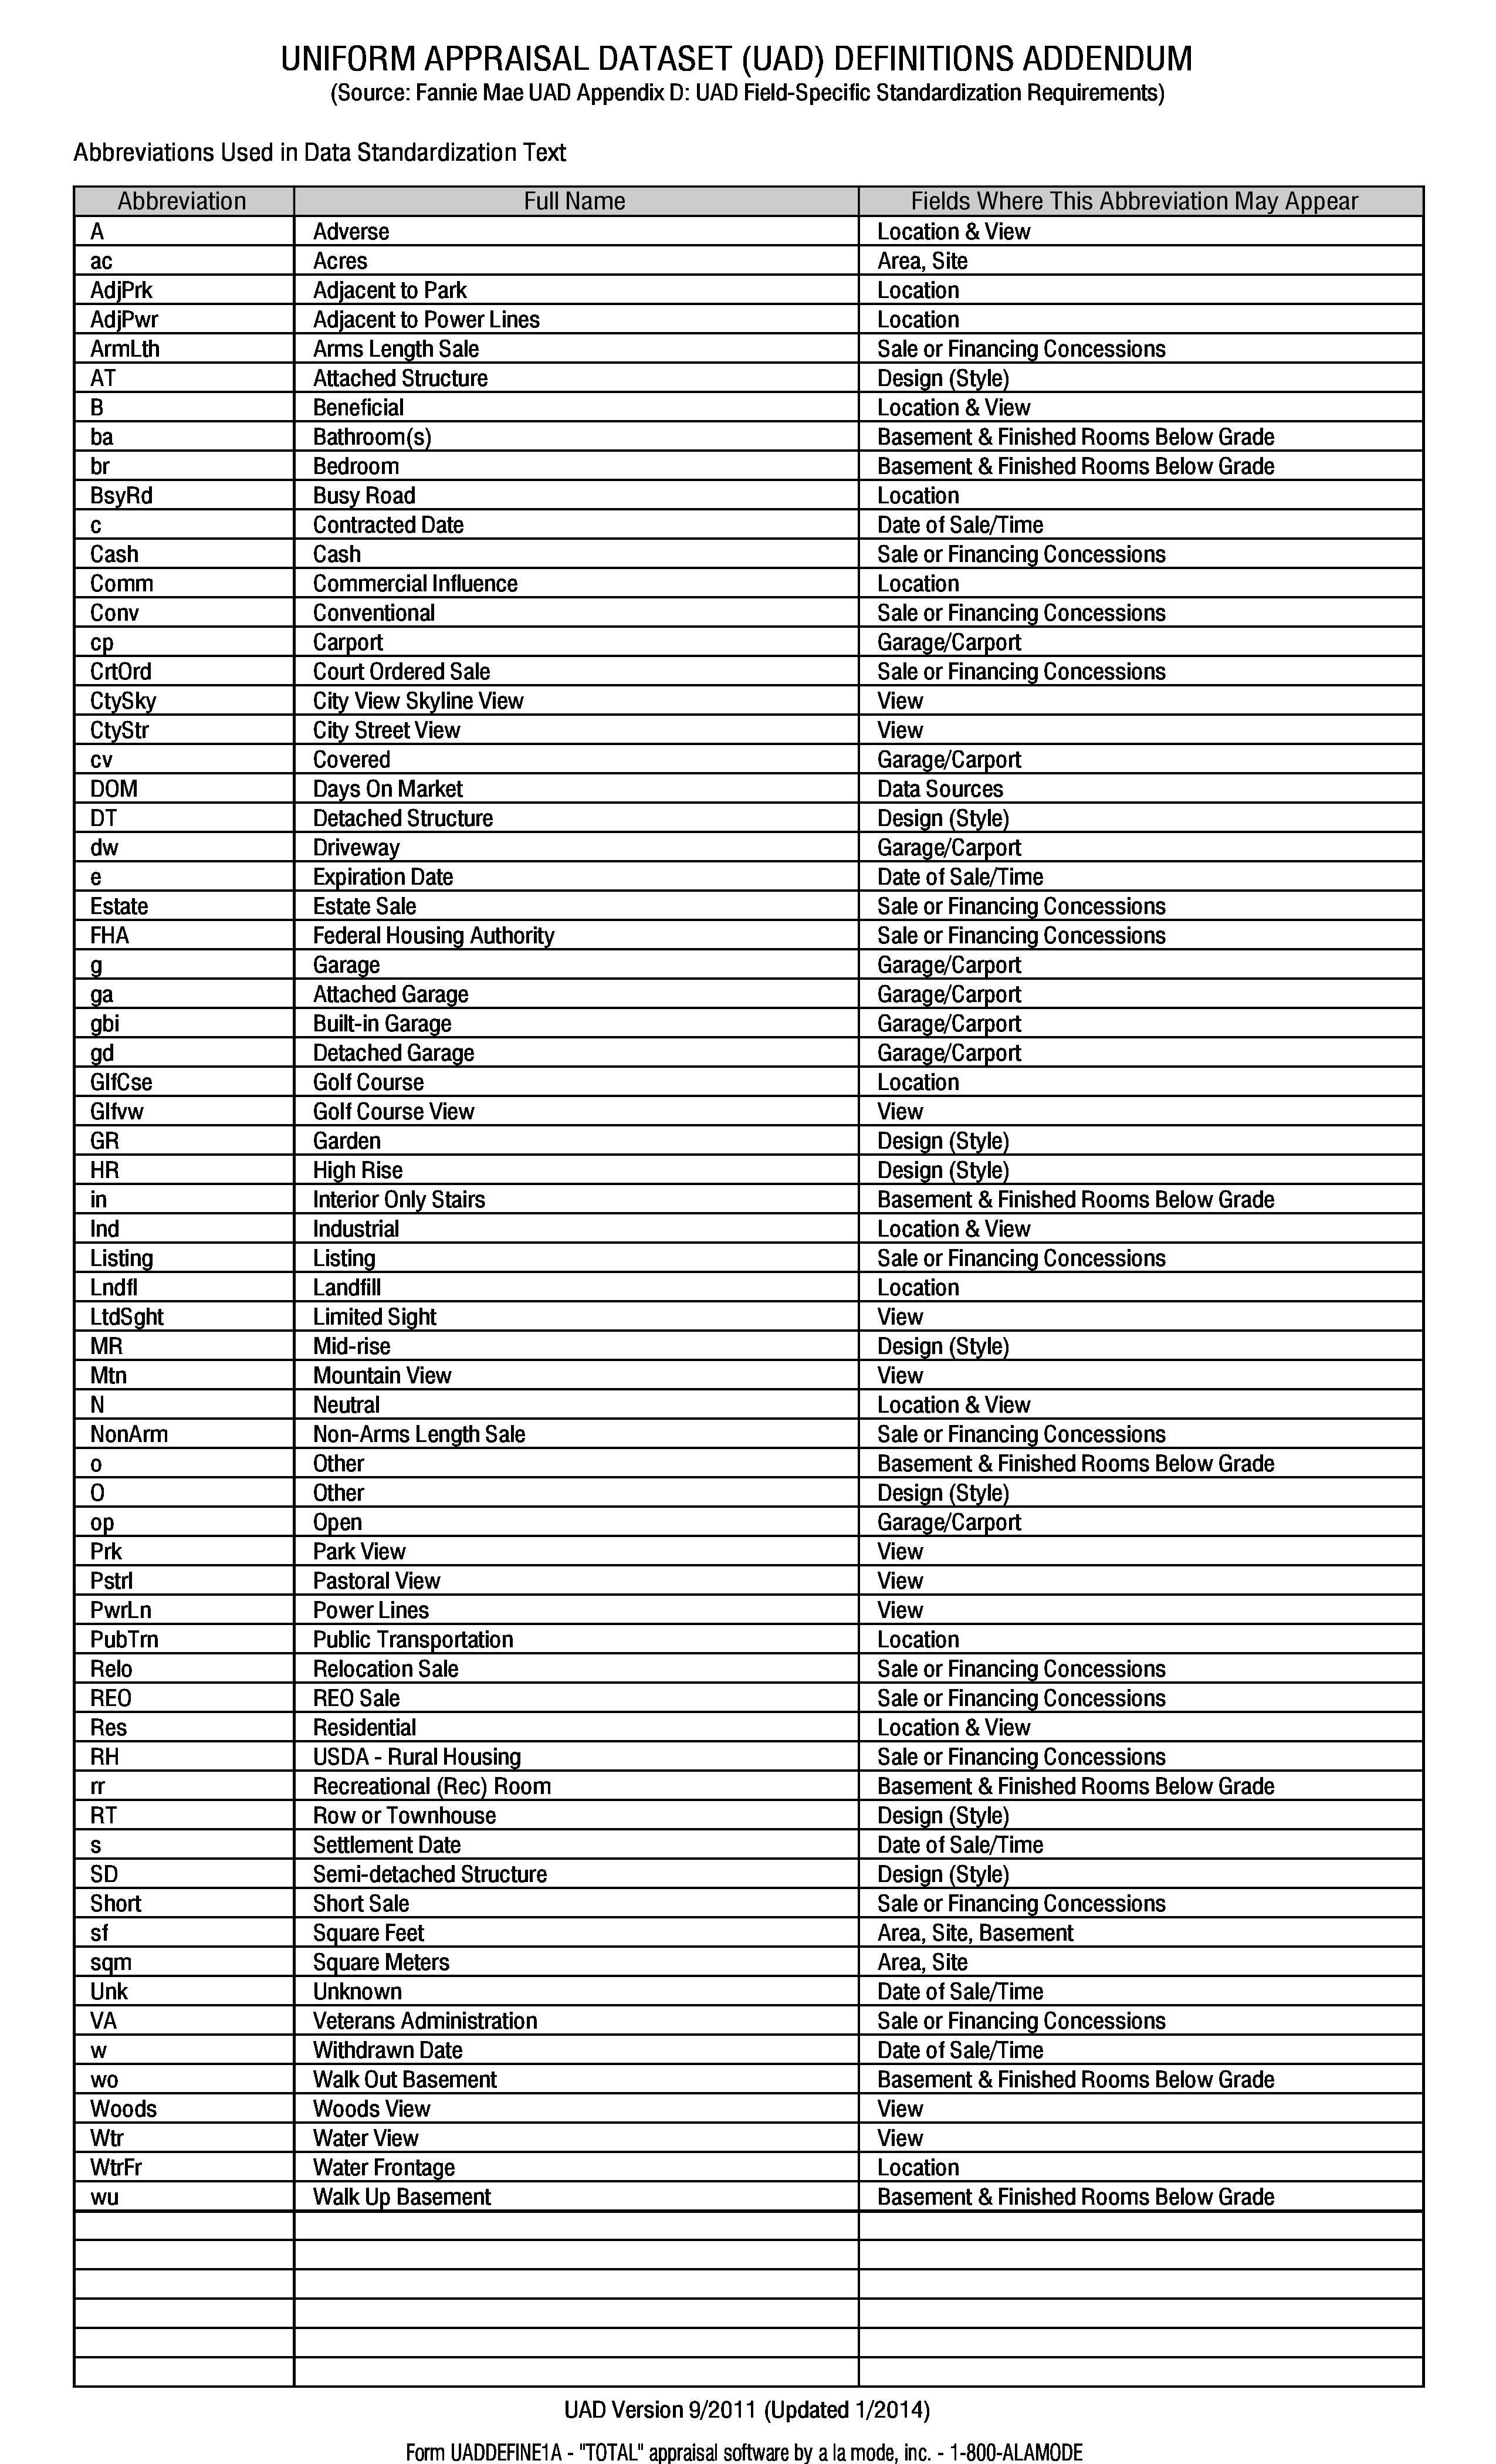 UNIFORM APPRAISAL DATASET (UAD) DEFINITIONS ADDENDUM
(Source: Fannie Mae UAD Appendix D: UAD Field-Specific Standardization Requirements)
Abbreviations Used in Data Standardization Text
Abbreviation Full Name Fields Where This Abbreviation May Appear
A Adverse Location & View
ac Acres Area, Site
AdjPrk Adjacent to Park Location
AdjPwr Adjacent to Power Lines Location
ArmLth Arms Length Sale Sale or Financing Concessions
AT Attached Structure Design (Style)
B Beneficial Location & View
ba Bathroom(s) Basement & Finished Rooms Below Grade
br Bedroom Basement & Finished Rooms Below Grade
BsyRd Busy Road Location
c Contracted Date Date of Sale/Time
Cash Cash Sale or Financing Concessions
Comm Commercial Influence Location
Conv Conventional Sale or Financing Concessions
cp Carport Garage/Carport
CrtOrd Court Ordered Sale Sale or Financing Concessions
CtySky City View Skyline View View
CtyStr City Street View View
cv Covered Garage/Carport
DOM Days On Market Data Sources
DT Detached Structure Design (Style)
dw Driveway Garage/Carport
e Expiration Date Date of Sale/Time
Estate Estate Sale Sale or Financing Concessions
FHA Federal Housing Authority Sale or Financing Concessions
g Garage Garage/Carport
ga Attached Garage Garage/Carport
gbi Built-in Garage Garage/Carport
gd Detached Garage Garage/Carport
GlfCse Golf Course Location
Glfvw Golf Course View View
GR Garden Design (Style)
HR High Rise Design (Style)
in Interior Only Stairs Basement & Finished Rooms Below Grade
Ind Industrial Location & View
Listing Listing Sale or Financing Concessions
Lndfl Landfill Location
LtdSght Limited Sight View
MR Mid-rise Design (Style)
Mtn Mountain View View
N Neutral Location & View
NonArm Non-Arms Length Sale Sale or Financing Concessions
o Other Basement & Finished Rooms Below Grade
O Other Design (Style)
op Open Garage/Carport
Prk Park View View
Pstrl Pastoral View View
PwrLn Power Lines View
PubTrn Public Transportation Location
Relo Relocation Sale Sale or Financing Concessions
REO REO Sale Sale or Financing Concessions
Res Residential Location & View
RH USDA - Rural Housing Sale or Financing Concessions
rr Recreational (Rec) Room Basement & Finished Rooms Below Grade
RT Row or Townhouse Design (Style)
s Settlement Date Date of Sale/Time
SD Semi-detached Structure Design (Style)
Short Short Sale Sale or Financing Concessions
sf Square Feet Area, Site, Basement
sqm Square Meters Area, Site
Unk Unknown Date of Sale/Time
VA Veterans Administration Sale or Financing Concessions
w Withdrawn Date Date of Sale/Time
wo Walk Out Basement Basement & Finished Rooms Below Grade
Woods Woods View View
Wtr Water View View
WtrFr Water Frontage Location
wu Walk Up Basement Basement & Finished Rooms Below Grade
UAD Version 9/2011 (Updated 1/2014)
Form UADDEFINE1A - "TOTAL" appraisal software by a la mode, inc. - 1-800-ALAMODE